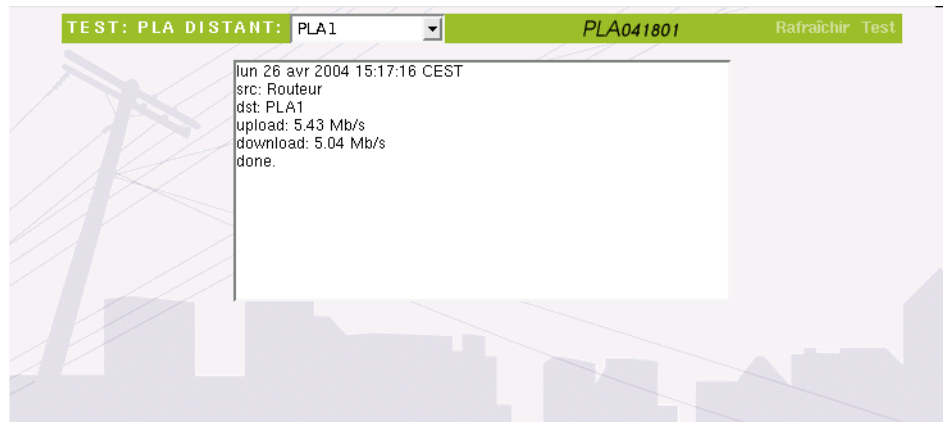 TEST: PLA DISTANT: PLA1 PLA041801 Rafraîchir Test
lun 26 avr 2004 15:17:16 CEST
src: Routeur
dst: PLA1
upload: 5.43 Mb/s
download: 5.04 Mb/s
done.